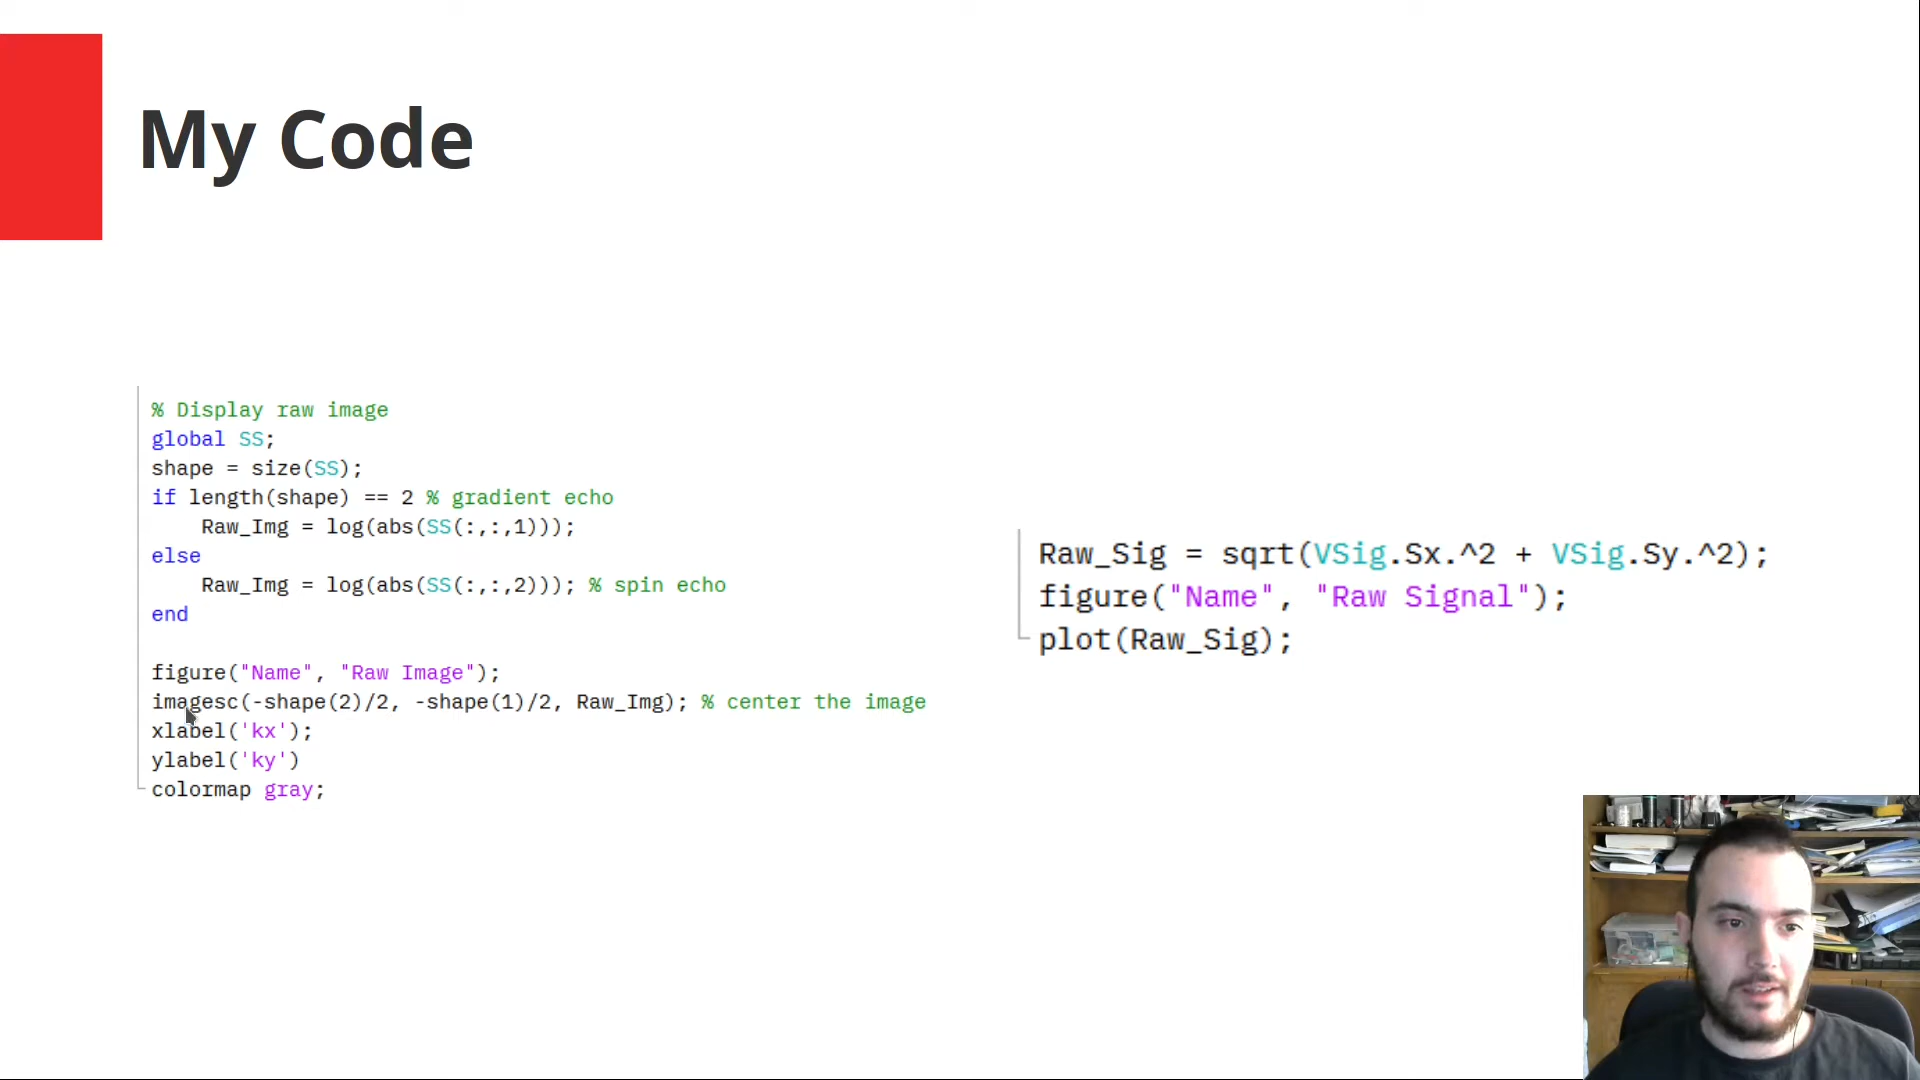 My Code
% Display raw image
global SS;
shape = size(SS);
if length(shape) == 2 % gradient echo
    Raw_Img = log(abs(SS(:,:,1)));
else
    Raw_Img = log(abs(SS(:,:,2))); % spin echo
end
figure("Name", "Raw Image");
imagesc(-shape(2)/2, -shape(1)/2, Raw_Img); % center the image
xlabel('kx');
ylabel('ky')
colormap gray;
Raw_Sig = sqrt(VSig.Sx.^2 + VSig.Sy.^2);
figure("Name", "Raw Signal");
plot(Raw_Sig);